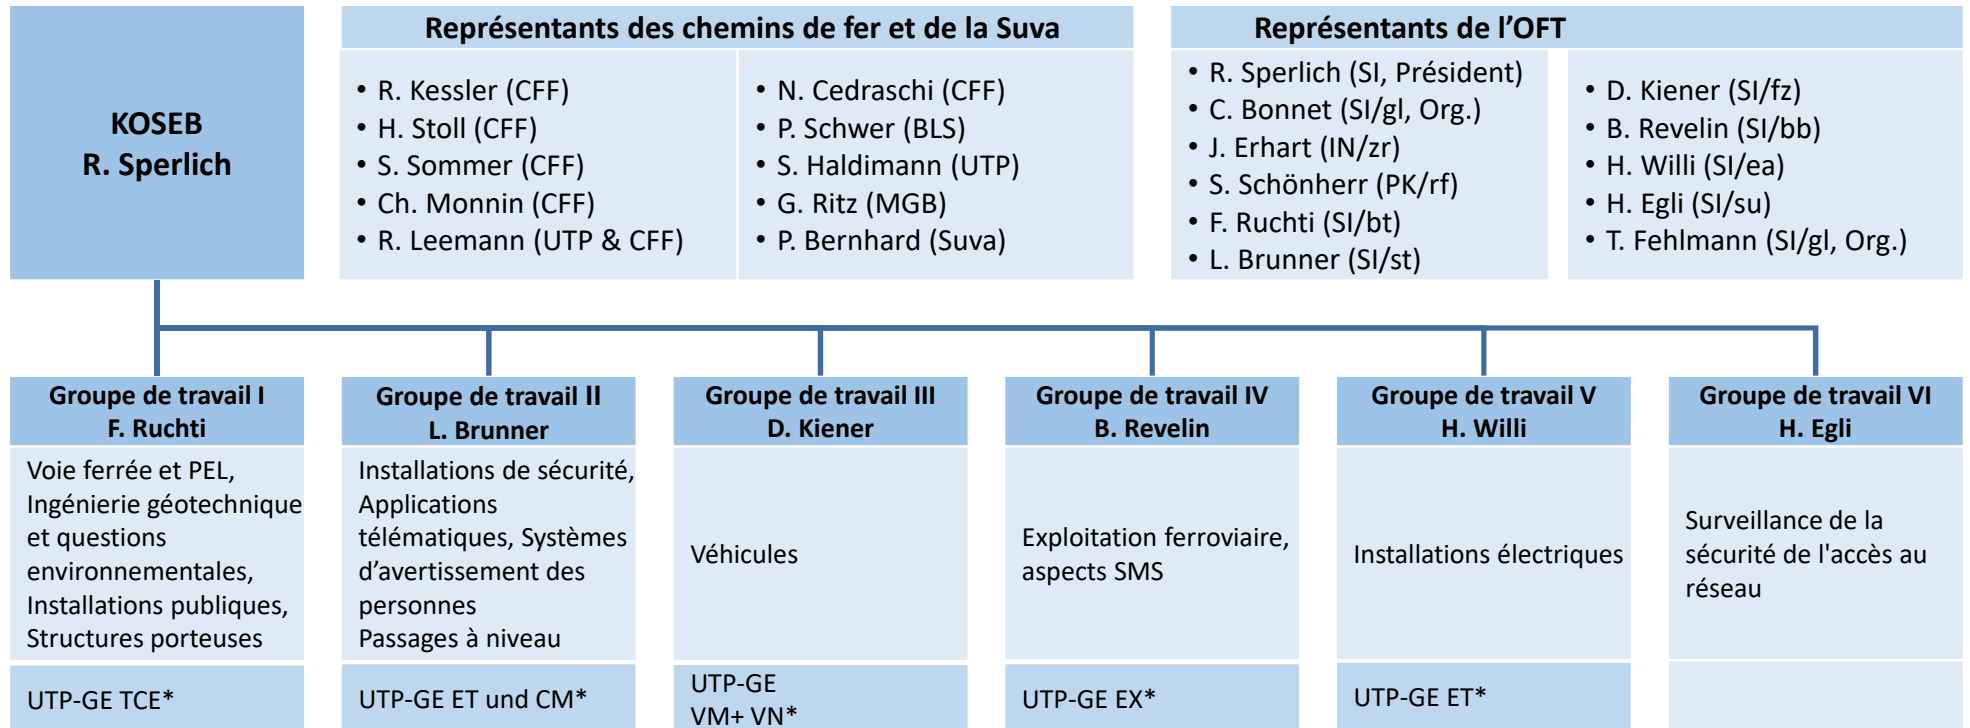 KOSEB
R. Sperlich
Représentants des chemins de fer et de la Suva
• R. Kessler (CFF)
• H. Stoll (CFF)
• S. Sommer (CFF)
• Ch. Monnin (CFF)
• R. Leemann (UTP & CFF)
• N. Cedraschi (CFF)
• P. Schwer (BLS)
• S. Haldimann (UTP)
• G. Ritz (MGB)
• P. Bernhard (Suva)
Représentants de l’OFT
• R. Sperlich (SI, Président)
• C. Bonnet (SI/gl, Org.)
• J. Erhart (IN/zr)
• S. Schönherr (PK/rf)
• F. Ruchti (SI/bt)
• L. Brunner (SI/st)
• D. Kiener (SI/fz)
• B. Revelin (SI/bb)
• H. Willi (SI/ea)
• H. Egli (SI/su)
• T. Fehlmann (SI/gl, Org.)
Groupe de travail I
F. Ruchti
Voie ferrée et PEL,
Ingénierie géotechnique
et questions
environnementales,
Installations publiques,
Structures porteuses
UTP-GE TCE*
Groupe de travail II
L. Brunner
Installations de sécurité,
Applications
télématiques, Systèmes
d’avertissement des
personnes
Passages à niveau
UTP-GE ET und CM*
Groupe de travail III
D. Kiener
Véhicules
UTP-GE
VM+ VN*
Groupe de travail IV
B. Revelin
Exploitation ferroviaire,
aspects SMS
UTP-GE EX*
Groupe de travail V
H. Willi
Installations électriques
UTP-GE ET*
Groupe de travail VI
H. Egli
Surveillance de la
sécurité de l'accès au
réseau